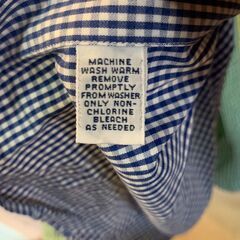 MACHINE
WASH WARM
REMOVE
PROMPTLY
FROM WASHER
ONLY NON-
CHLORINE
BLEACH
AS NEEDED